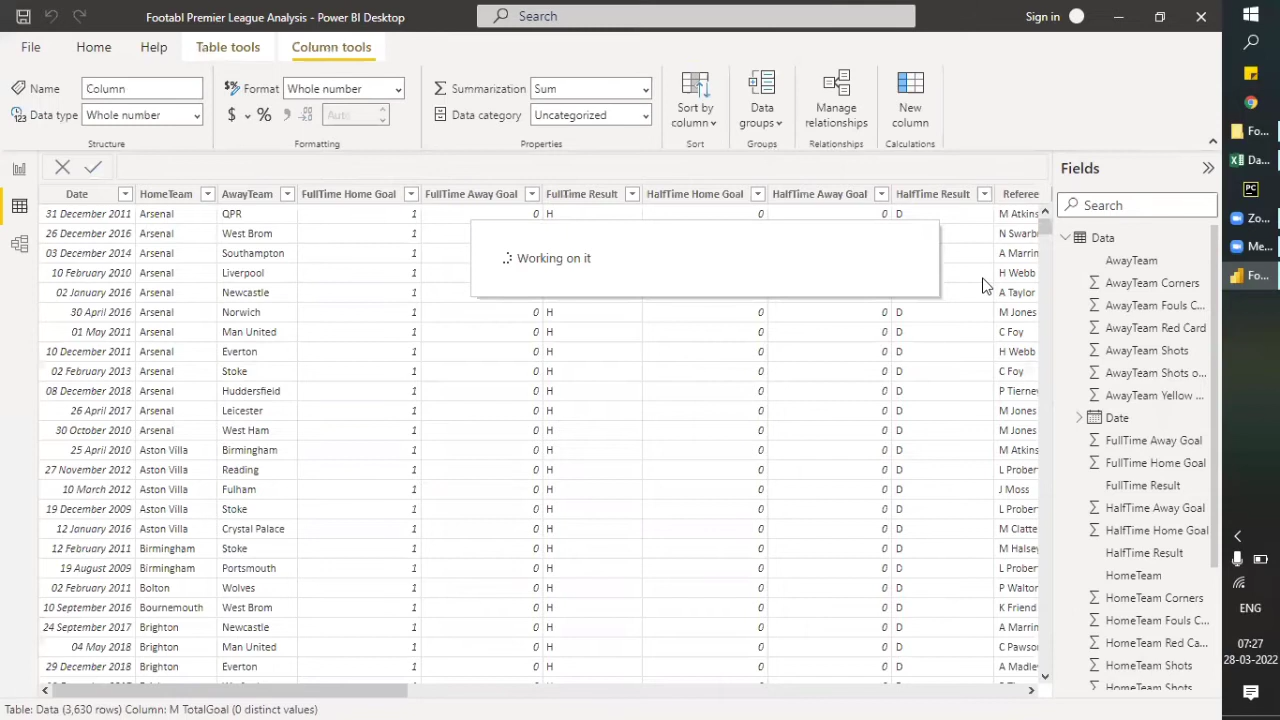 Footabl Premier League Analysis - Power BI Desktop
Search
Sign in
File
Home
Help
Table tools
Column tools
Name
Column
Data type
Whole number
Structure
Format
Whole number
$
%
Auto
Formatting
Summarization
Sum
Data category
Uncategorized
Properties
Sort by
column
Sort
Data
groups
Groups
Manage
relationships
Relationships
New
column
Calculations
Date HomeTeam AwayTeam FullTime Home Goal FullTime Away Goal FullTime Result HalfTime Home Goal HalfTime Away Goal HalfTime Result Referee
31 December 2011 Arsenal QPR 1 0 H 0 0 D M Atkins
26 December 2016 Arsenal West Brom 1 N Swarb
03 December 2014 Arsenal Southampton 1 A Marrin
10 February 2010 Arsenal Liverpool 1 H Webb
02 January 2016 Arsenal Newcastle 1 A Taylor
30 April 2016 Arsenal Norwich 1 0 H 0 0 D M Jones
01 May 2011 Arsenal Man United 1 0 H 0 0 D C Foy
10 December 2011 Arsenal Everton 1 0 H 0 0 D H Webb
02 February 2013 Arsenal Stoke 1 0 H 0 0 D C Foy
08 December 2018 Arsenal Huddersfield 1 0 H 0 0 D P Tierney
26 April 2017 Arsenal Leicester 1 0 H 0 0 D M Jones
30 October 2010 Arsenal West Ham 1 0 H 0 0 D M Jones
25 April 2010 Aston Villa Birmingham 1 0 H 0 0 D M Atkins
27 November 2012 Aston Villa Reading 1 0 H 0 0 D L Prober
10 March 2012 Aston Villa Fulham 1 0 H 0 0 D J Moss
19 December 2009 Aston Villa Stoke 1 0 H 0 0 D L Prober
12 January 2016 Aston Villa Crystal Palace 1 0 H 0 0 D M Clatte
12 February 2011 Birmingham Stoke 1 0 H 0 0 D M Halsey
19 August 2009 Birmingham Portsmouth 1 0 H 0 0 D L Prober
02 February 2011 Bolton Wolves 1 0 H 0 0 D P Walton
10 September 2016 Bournemouth West Brom 1 0 H 0 0 D K Friend
24 September 2017 Brighton Newcastle 1 0 H 0 0 D A Marrin
04 May 2018 Brighton Man United 1 0 H 0 0 D C Pawson
29 December 2018 Brighton Everton 1 0 H 0 0 D A Madley
Working on it
Fields
Search
Data
AwayTeam
AwayTeam Corners
AwayTeam Fouls C...
AwayTeam Red Card
AwayTeam Shots
AwayTeam Shots o...
AwayTeam Yellow ...
Date
FullTime Away Goal
FullTime Home Goal
FullTime Result
HalfTime Away Goal
HalfTime Home Goal
HalfTime Result
HomeTeam
HomeTeam Corners
HomeTeam Fouls C...
HomeTeam Red Ca...
HomeTeam Shots
HomeTeam Shots
Table: Data (3,630 rows) Column: M TotalGoal (0 distinct values)
Fo...
Da...
PC
Zo...
Me...
Fo...
ENG
07:27
28-03-2022